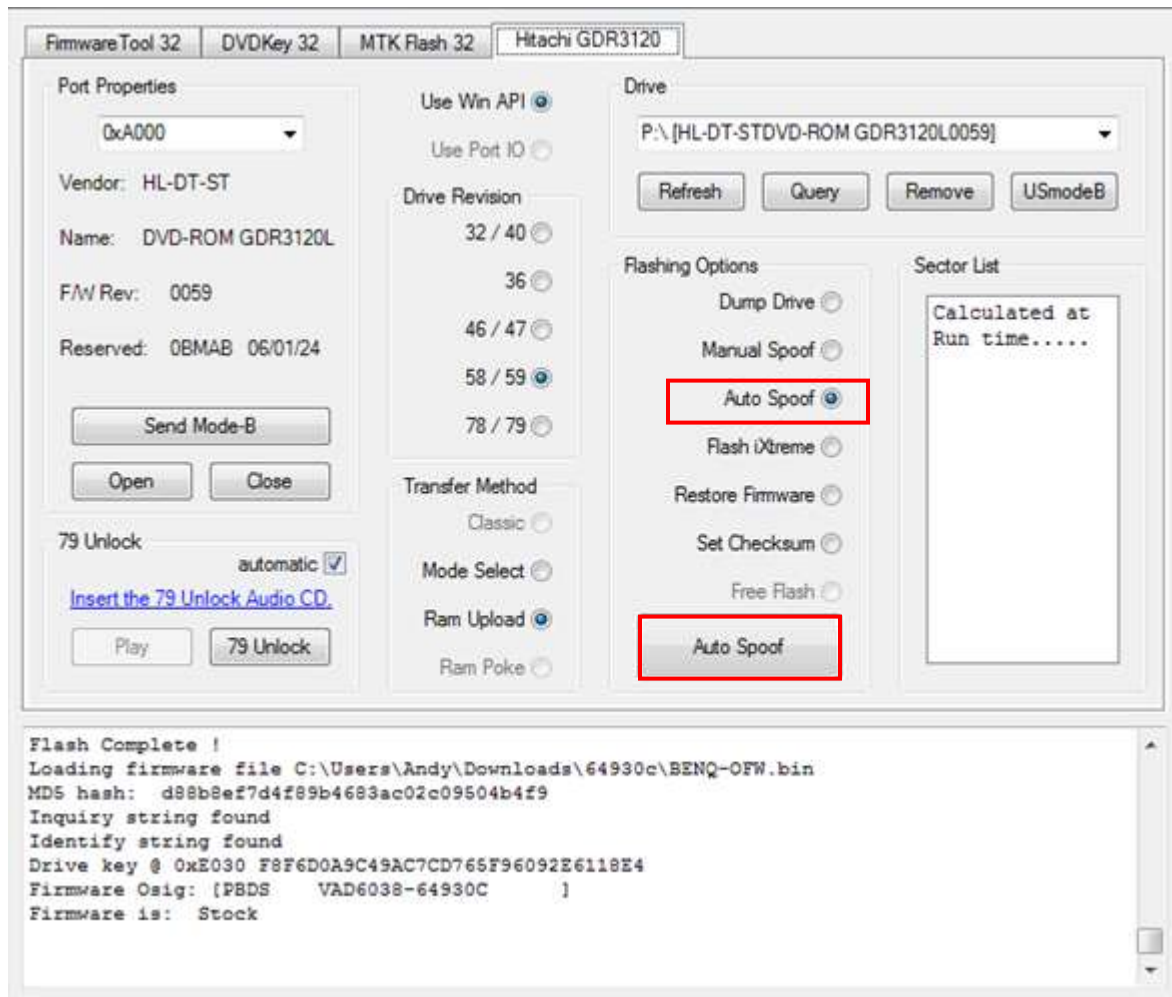 FirmwareTool 32 DVDKey 32 MTK Flash 32 Hitachi GDR3120
Port Properties
0xA000
Vendor: HL-DT-ST
Name: DVD-ROM GDR3120L
F/W Rev: 0059
Reserved: 0BMAB 06/01/24
Send Mode-B
Open Close
79 Unlock
automatic
Insert the 79 Unlock Audio CD.
Play 79 Unlock
Use Win API
Use Port IO
Drive Revision
32 / 40
36
46 / 47
58 / 59
78 / 79
Transfer Method
Classic
Mode Select
Ram Upload
Ram Poke
Drive
P:\ [HL-DT-STDVD-ROM GDR3120L0059]
Refresh Query Remove USmodeB
Flashing Options
Dump Drive
Manual Spoof
Auto Spoof
Flash iXtreme
Restore Firmware
Set Checksum
Free Flash
Auto Spoof
Sector List
Calculated at
Run time.....
Flash Complete !
Loading firmware file C:\Users\Andy\Downloads\64930c\BENQ-OFW.bin
MD5 hash: d88b8ef7d4f89b4683ac02c09504b4f9
Inquiry string found
Identify string found
Drive key @ 0xE030 F8F6D0A9C49AC7CD765F96092E6118E4
Firmware Osig: [PBDS VAD6038-64930C ]
Firmware is: Stock